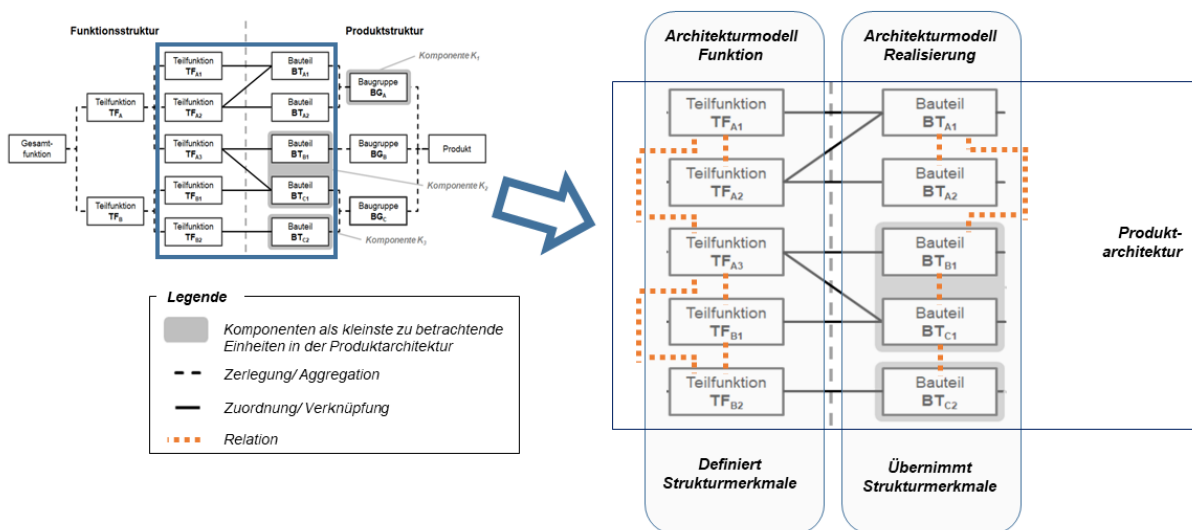 Funktionsstruktur
Produktstruktur
Komponente K1
Teilfunktion
TFA1
Bauteil
BTA1
Baugruppe
BGA
Teilfunktion
TFA
Teilfunktion
TFA2
Bauteil
BTA2
Gesamt-
funktion
Teilfunktion
TFA3
Bauteil
BTB1
Baugruppe
BGB
Produkt
Komponente K2
Teilfunktion
TFB1
Bauteil
BTC1
Teilfunktion
TFB
Baugruppe
BGC
Teilfunktion
TFB2
Bauteil
BTC2
Komponente K3
Legende
Komponenten als kleinste zu betrachtende
Einheiten in der Produktarchitektur
Zerlegung/ Aggregation
Zuordnung/ Verknüpfung
Relation
Architekturmodell
Funktion
Architekturmodell
Realisierung
Teilfunktion
TFA1
Bauteil
BTA1
Teilfunktion
TFA2
Bauteil
BTA2
Teilfunktion
TFA3
Bauteil
BTB1
Produkt-
architektur
Teilfunktion
TFB1
Bauteil
BTC1
Teilfunktion
TFB2
Bauteil
BTC2
Definiert
Strukturmerkmale
Übernimmt
Strukturmerkmale